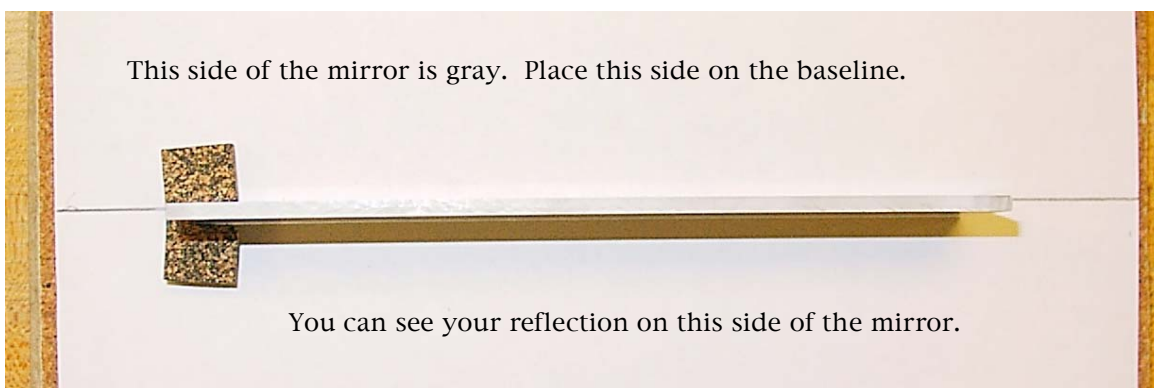 This side of the mirror is gray.  Place this side on the baseline.
You can see your reflection on this side of the mirror.